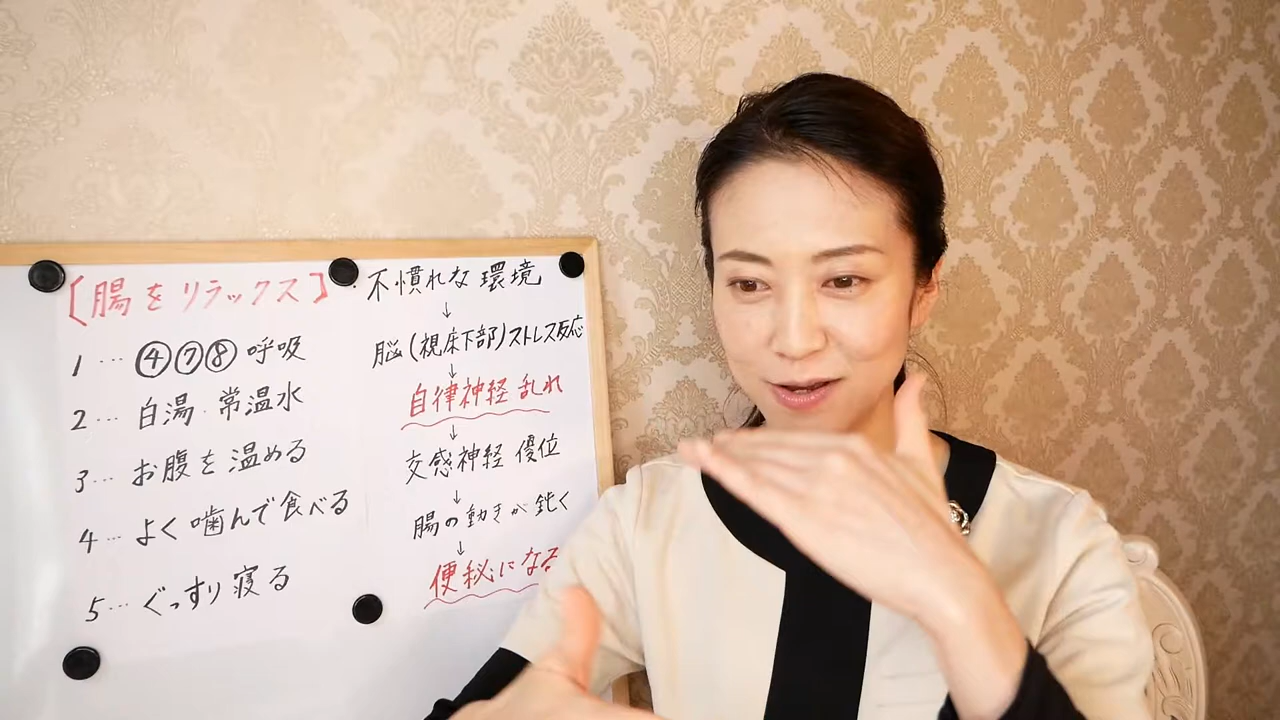 [腸をリラックス]
1… ④⑦⑧呼吸
2… 白湯・常温水
3… お腹を温める
4… よく噛んで食べる
5… ぐっすり寝る
・不慣れな環境
↓
脳(視床下部)ストレス反応
↓
自律神経乱れ
↓
交感神経優位
↓
腸の動きが鈍く
↓
便秘になる